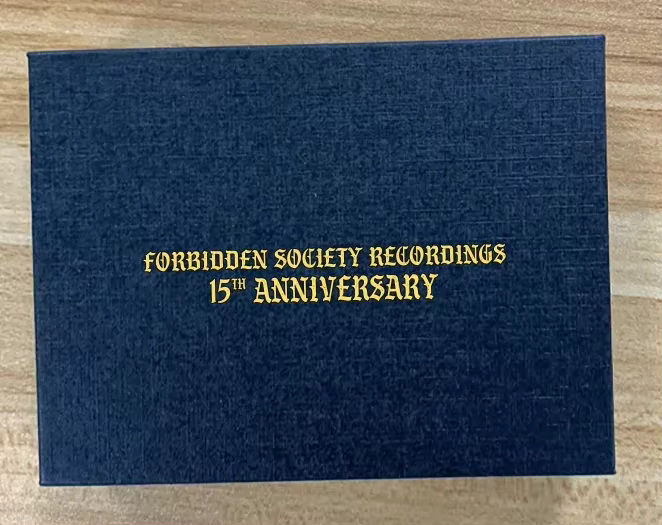 FORBIDDEN SOCIETY RECORDINGS
15TH ANNIVERSARY